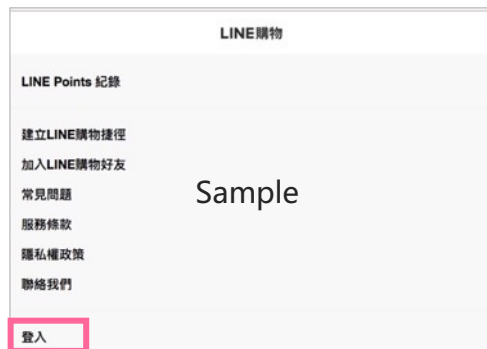 LINE購物
LINE Points 紀錄
建立LINE購物捷徑
加入LINE購物好友
常見問題
Sample
服務條款
隱私權政策
聯絡我們
登入